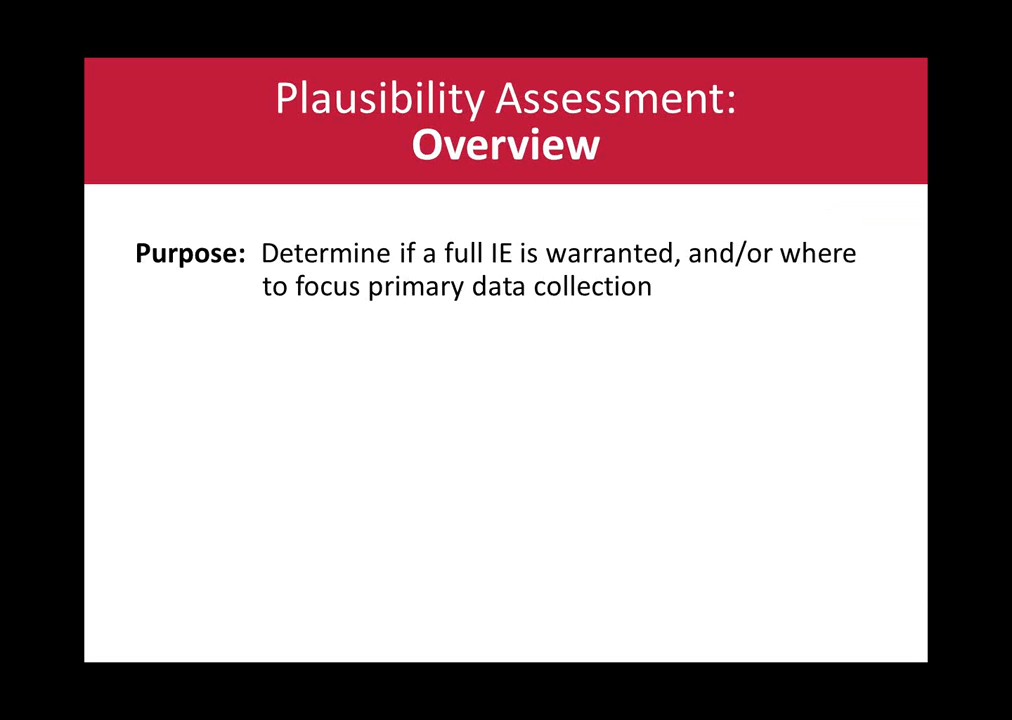 Plausibility Assessment:
Overview
Purpose: Determine if a full IE is warranted, and/or where
to focus primary data collection